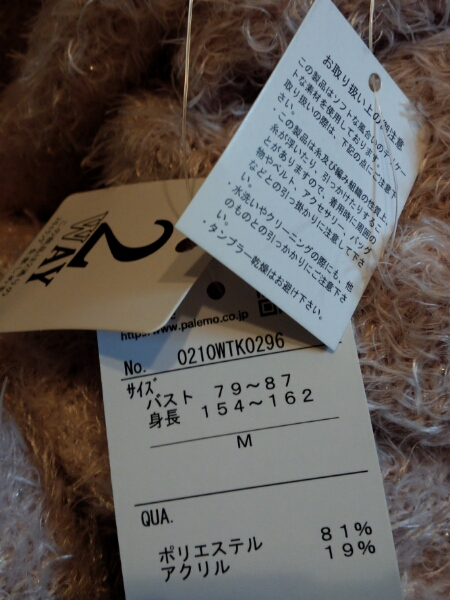 お取り扱い上のご注意
この製品はソフトな風合いのデリケー
トな素材を使用しております。
取り扱いの際は、下記の点にご注意下
さい。
・この製品は糸及び編み組織の性質上、
糸が浮いたり、引っかけたりするこ
とがありますので、着用時、周囲の
物やベルト、アクセサリー、バッグ
などとの引っ掛かりに注意して下さ
い。
・水洗いやクリーニングの際にも、他
のものとの引っかかりにご注意下さ
い。
・タンブラー乾燥はお避け下さい。
2
WAY
https://www.palemo.co.jp
No. 0210WTK0296
サイズ
バスト 79～87
身長 154～162
M
QUA.
ポリエステル 81%
アクリル 19%